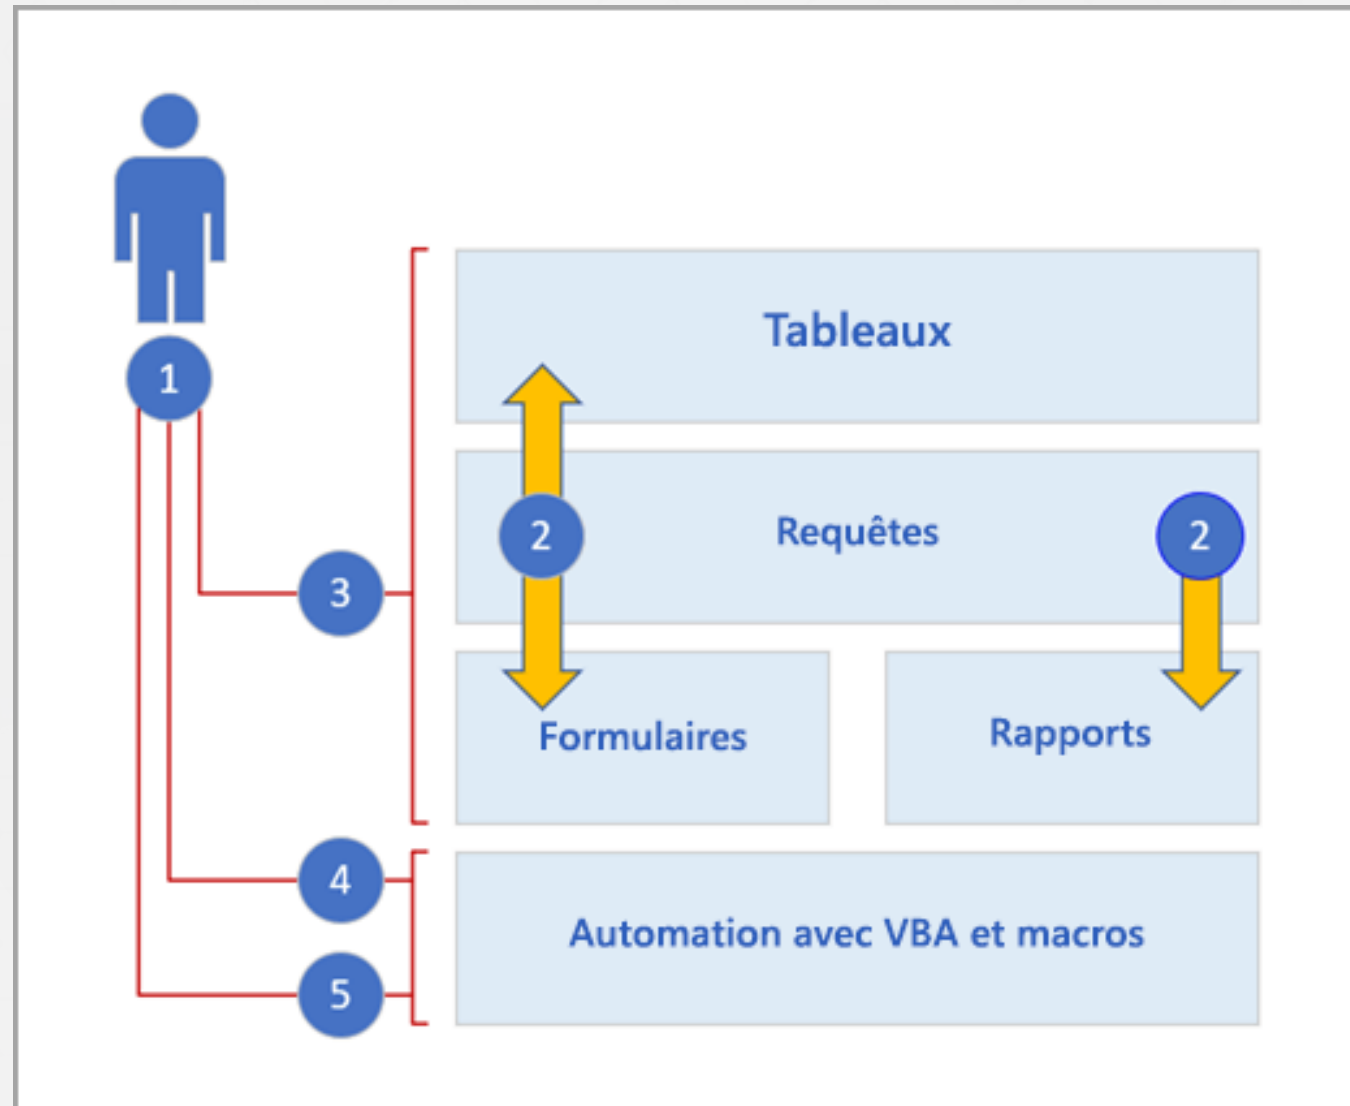 Tableaux
1
2
Requêtes
2
3
Formulaires
Rapports
4
Automation avec VBA et macros
5